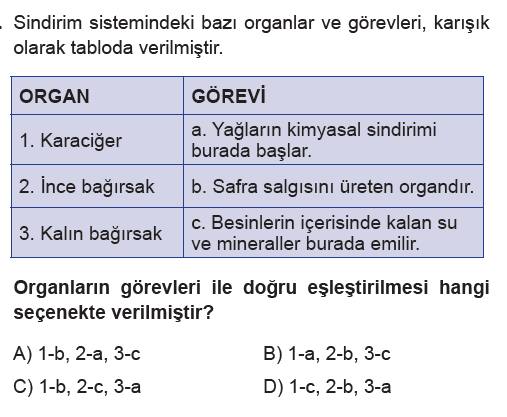 . Sindirim sistemindeki bazı organlar ve görevleri, karışık
olarak tabloda verilmiştir.
ORGAN GÖREVİ
1. Karaciğer a. Yağların kimyasal sindirimi
burada başlar.
2. İnce bağırsak b. Safra salgısını üreten organdır.
3. Kalın bağırsak c. Besinlerin içerisinde kalan su
ve mineraller burada emilir.
Organların görevleri ile doğru eşleştirilmesi hangi
seçenekte verilmiştir?
A) 1-b, 2-a, 3-c B) 1-a, 2-b, 3-c
C) 1-b, 2-c, 3-a D) 1-c, 2-b, 3-a